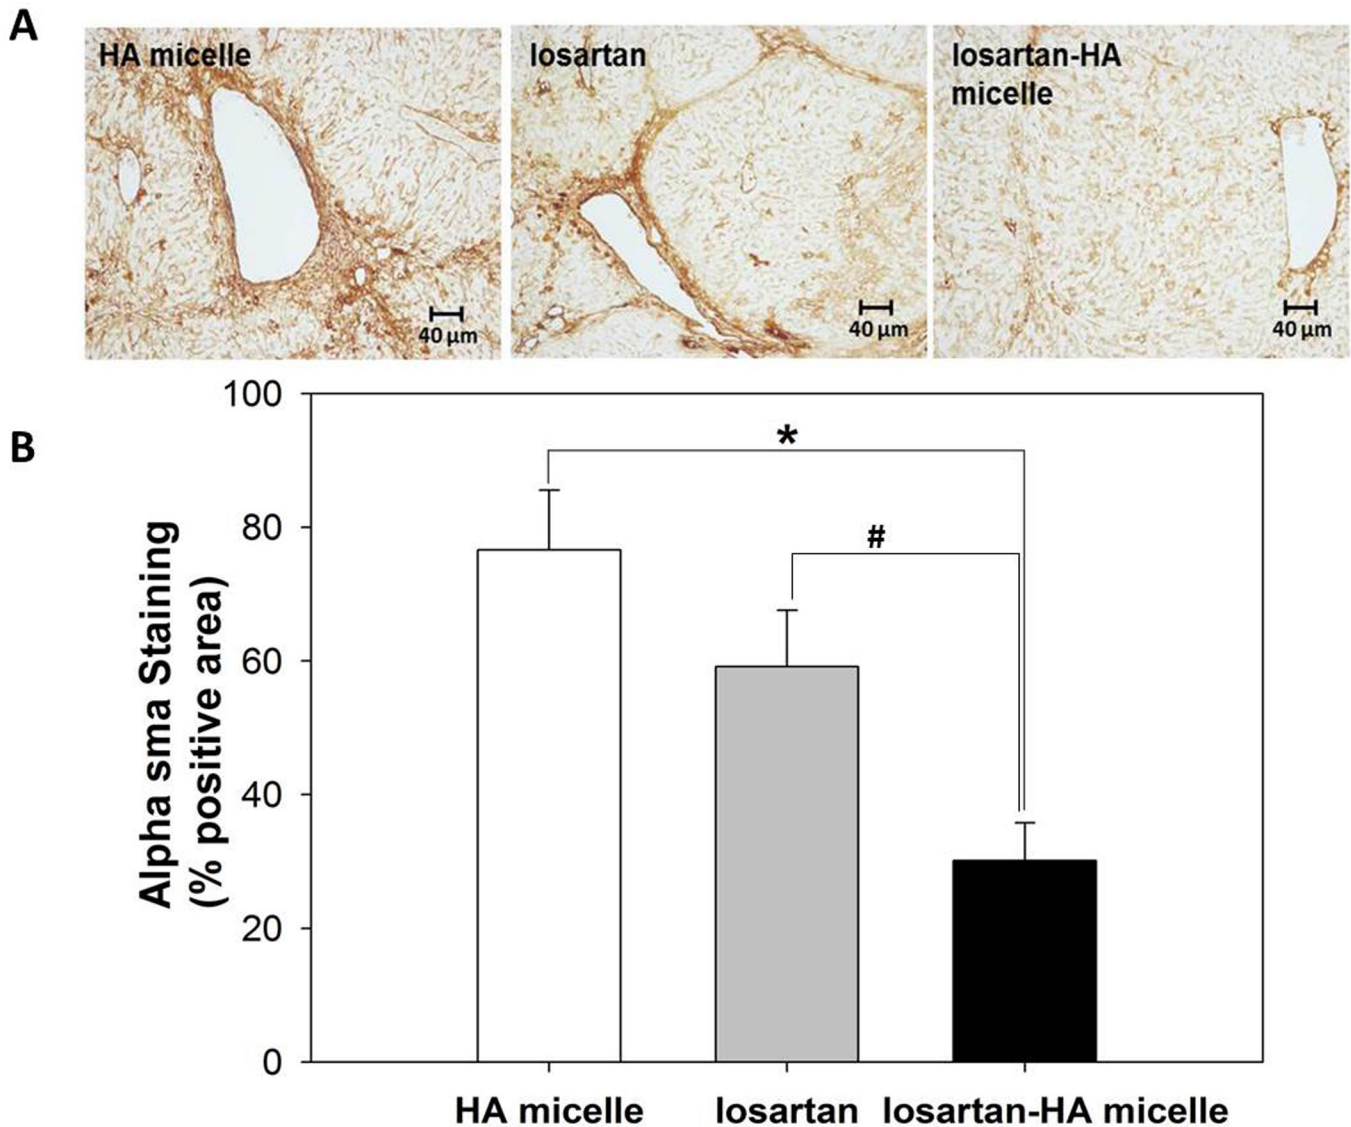 A
HA micelle
losartan
losartan-HA
micelle
40 µm
40 µm
40 µm
B
100
80
60
40
20
0
Alpha sma Staining
(% positive area)
*
#
HA micelle
losartan
losartan-HA micelle